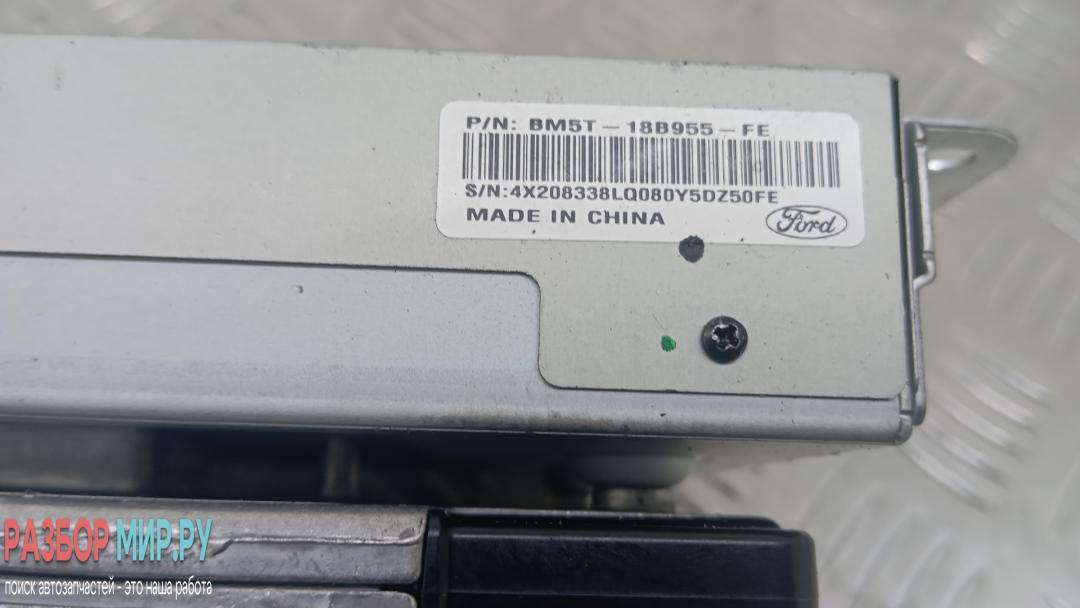 P/N: BM5T-18B955-FE
S/N:4X208338LQ080Y5DZ50FE
MADE IN CHINA
Ford
РАЗБОР МИР.РУ
поиск автозапчастей - это наша работа